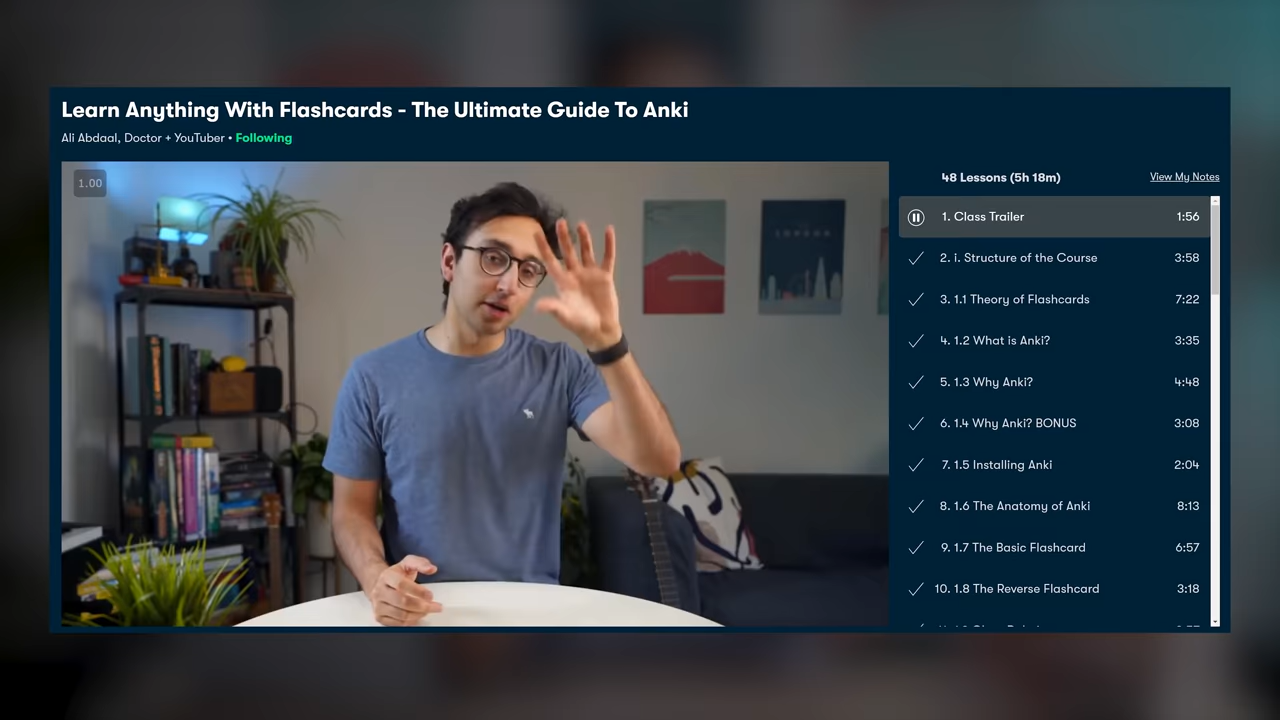 Learn Anything With Flashcards - The Ultimate Guide To Anki
Ali Abdaal, Doctor + YouTuber • Following
1.00
LONDON
48 Lessons (5h 18m)
View My Notes
1. Class Trailer 1:56
2. i. Structure of the Course 3:58
3. 1.1 Theory of Flashcards 7:22
4. 1.2 What is Anki? 3:35
5. 1.3 Why Anki? 4:48
6. 1.4 Why Anki? BONUS 3:08
7. 1.5 Installing Anki 2:04
8. 1.6 The Anatomy of Anki 8:13
9. 1.7 The Basic Flashcard 6:57
10. 1.8 The Reverse Flashcard 3:18